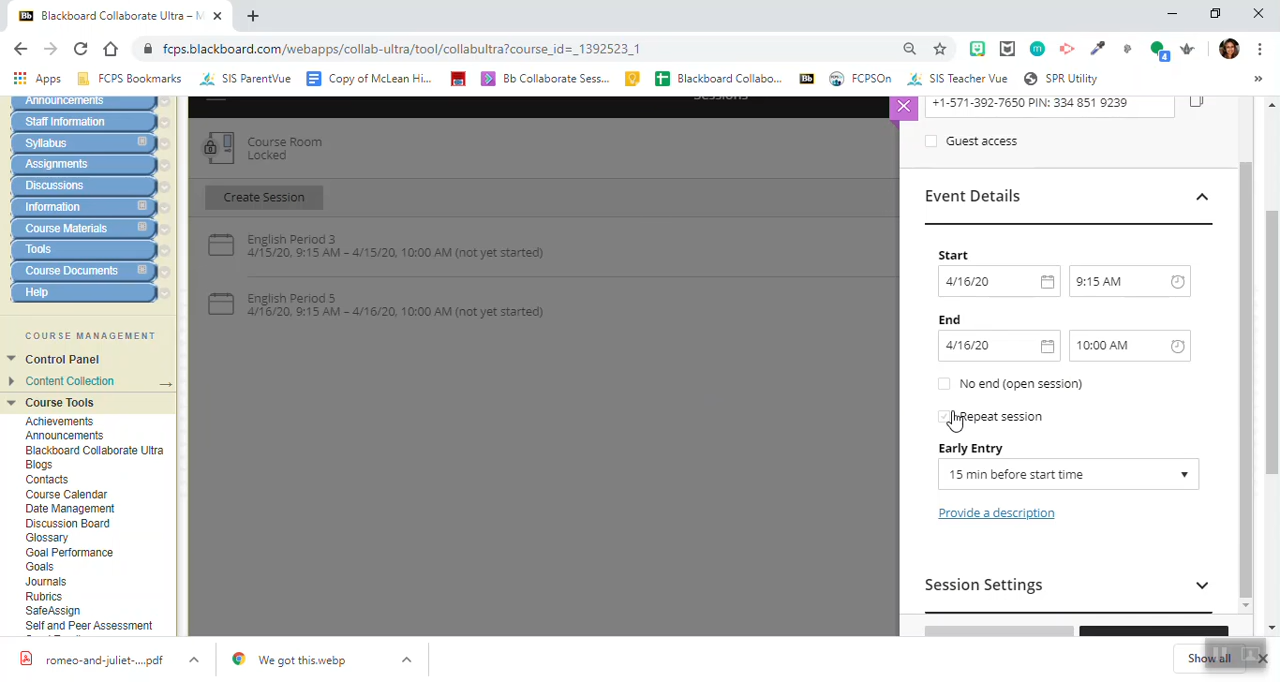 Blackboard Collaborate Ultra – M
fcps.blackboard.com/webapps/collab-ultra/tool/collabultra?course_id=_1392523_1
Apps FCPS Bookmarks SIS ParentVue Copy of McLean Hi... Bb Collaborate Sess... Blackboard Collabo... Bb FCPSOn SIS Teacher Vue SPR Utility »
Announcements
Staff Information
Syllabus
Assignments
Discussions
Information
Course Materials
Tools
Course Documents
Help
COURSE MANAGEMENT
Control Panel
Content Collection
Course Tools
Achievements
Announcements
Blackboard Collaborate Ultra
Blogs
Contacts
Course Calendar
Date Management
Discussion Board
Glossary
Goal Performance
Goals
Journals
Rubrics
SafeAssign
Self and Peer Assessment
Sessions
Course Room
Locked
Create Session
English Period 3
4/15/20, 9:15 AM – 4/15/20, 10:00 AM (not yet started)
English Period 5
4/16/20, 9:15 AM – 4/16/20, 10:00 AM (not yet started)
+1-571-392-7650 PIN: 334 851 9239
Guest access
Event Details
Start
4/16/20 9:15 AM
End
4/16/20 10:00 AM
No end (open session)
Repeat session
Early Entry
15 min before start time
Provide a description
Session Settings
romeo-and-juliet-....pdf We got this.webp Show all